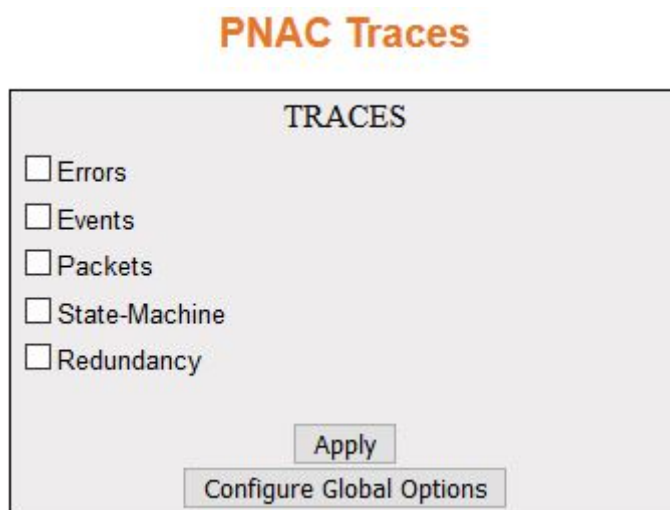 PNAC Traces
TRACES
Errors
Events
Packets
State-Machine
Redundancy
Apply
Configure Global Options